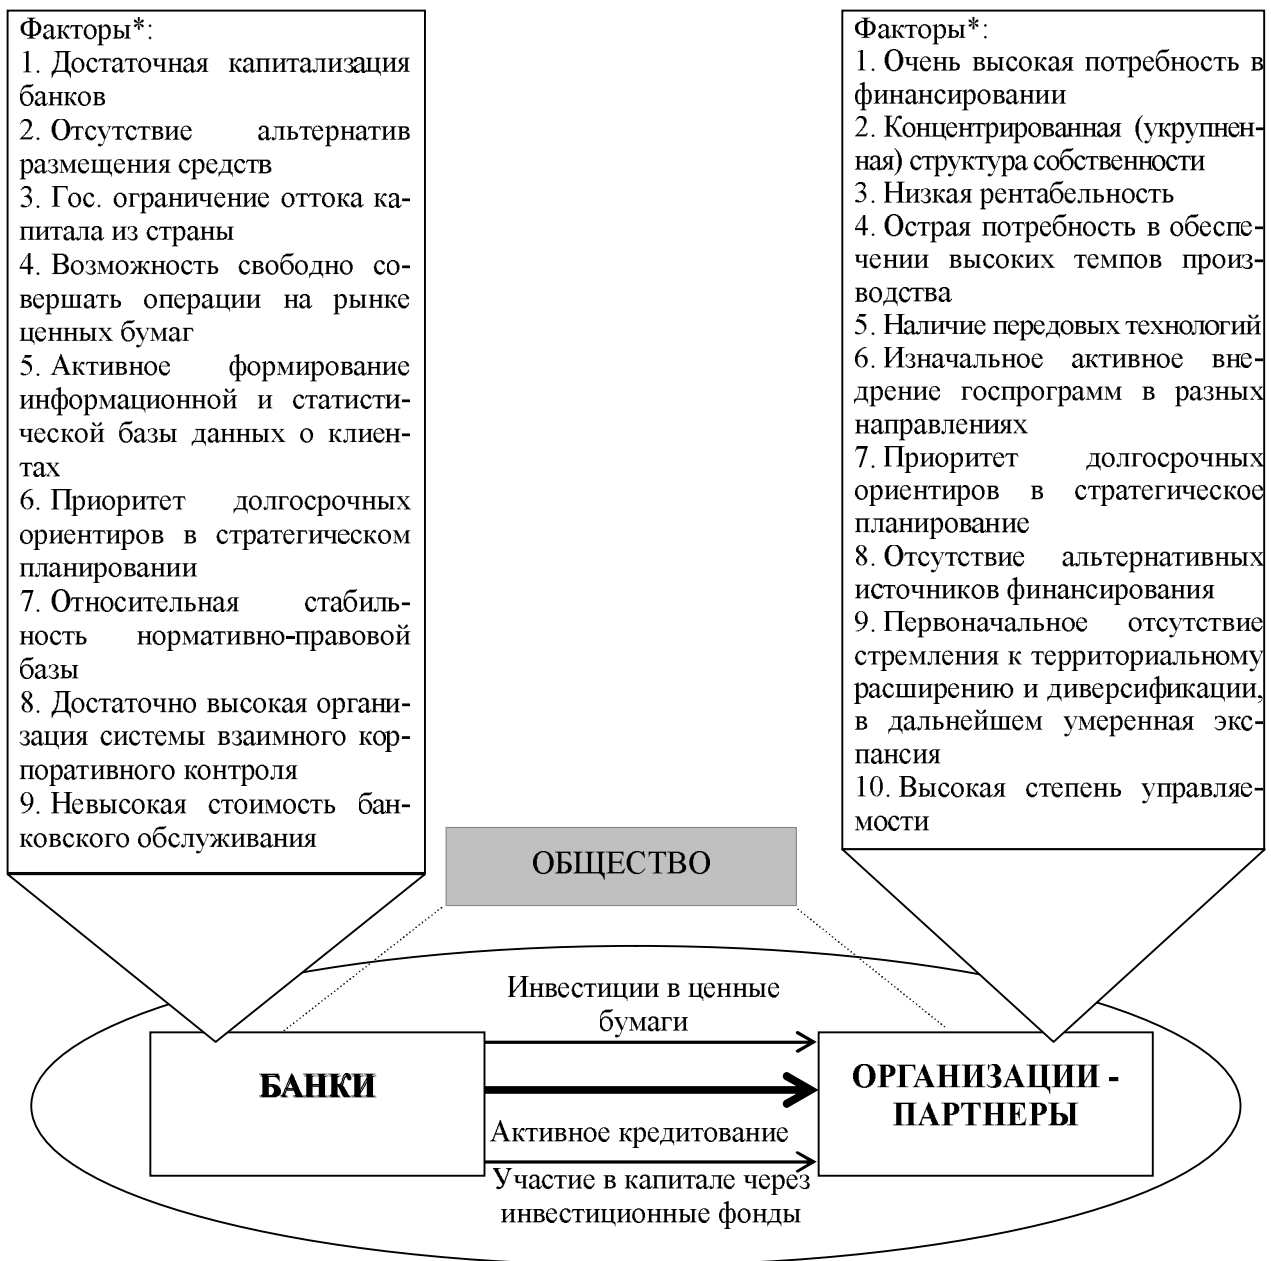 Факторы*:
1. Достаточная капитализация
банков
2. Отсутствие альтернатив
размещения средств
3. Гос. ограничение оттока ка-
питала из страны
4. Возможность свободно со-
вершать операции на рынке
ценных бумаг
5. Активное формирование
информационной и статисти-
ческой базы данных о клиен-
тах
6. Приоритет долгосрочных
ориентиров в стратегическом
планировании
7. Относительная стабиль-
ность нормативно-правовой
базы
8. Достаточно высокая органи-
зация системы взаимного кор-
поративного контроля
9. Невысокая стоимость бан-
ковского обслуживания
Факторы*:
1. Очень высокая потребность в
финансировании
2. Концентрированная (укрупнен-
ная) структура собственности
3. Низкая рентабельность
4. Острая потребность в обеспе-
чении высоких темпов произ-
водства
5. Наличие передовых технологий
6. Изначальное активное вне-
дрение госпрограмм в разных
направлениях
7. Приоритет долгосрочных
ориентиров в стратегическое
планирование
8. Отсутствие альтернативных
источников финансирования
9. Первоначальное отсутствие
стремления к территориальному
расширению и диверсификации,
в дальнейшем умеренная экс-
пансия
10. Высокая степень управляе-
мости
ОБЩЕСТВО
БАНКИ
Инвестиции в ценные
бумаги
Активное кредитование
Участие в капитале через
инвестиционные фонды
ОРГАНИЗАЦИИ -
ПАРТНЕРЫ